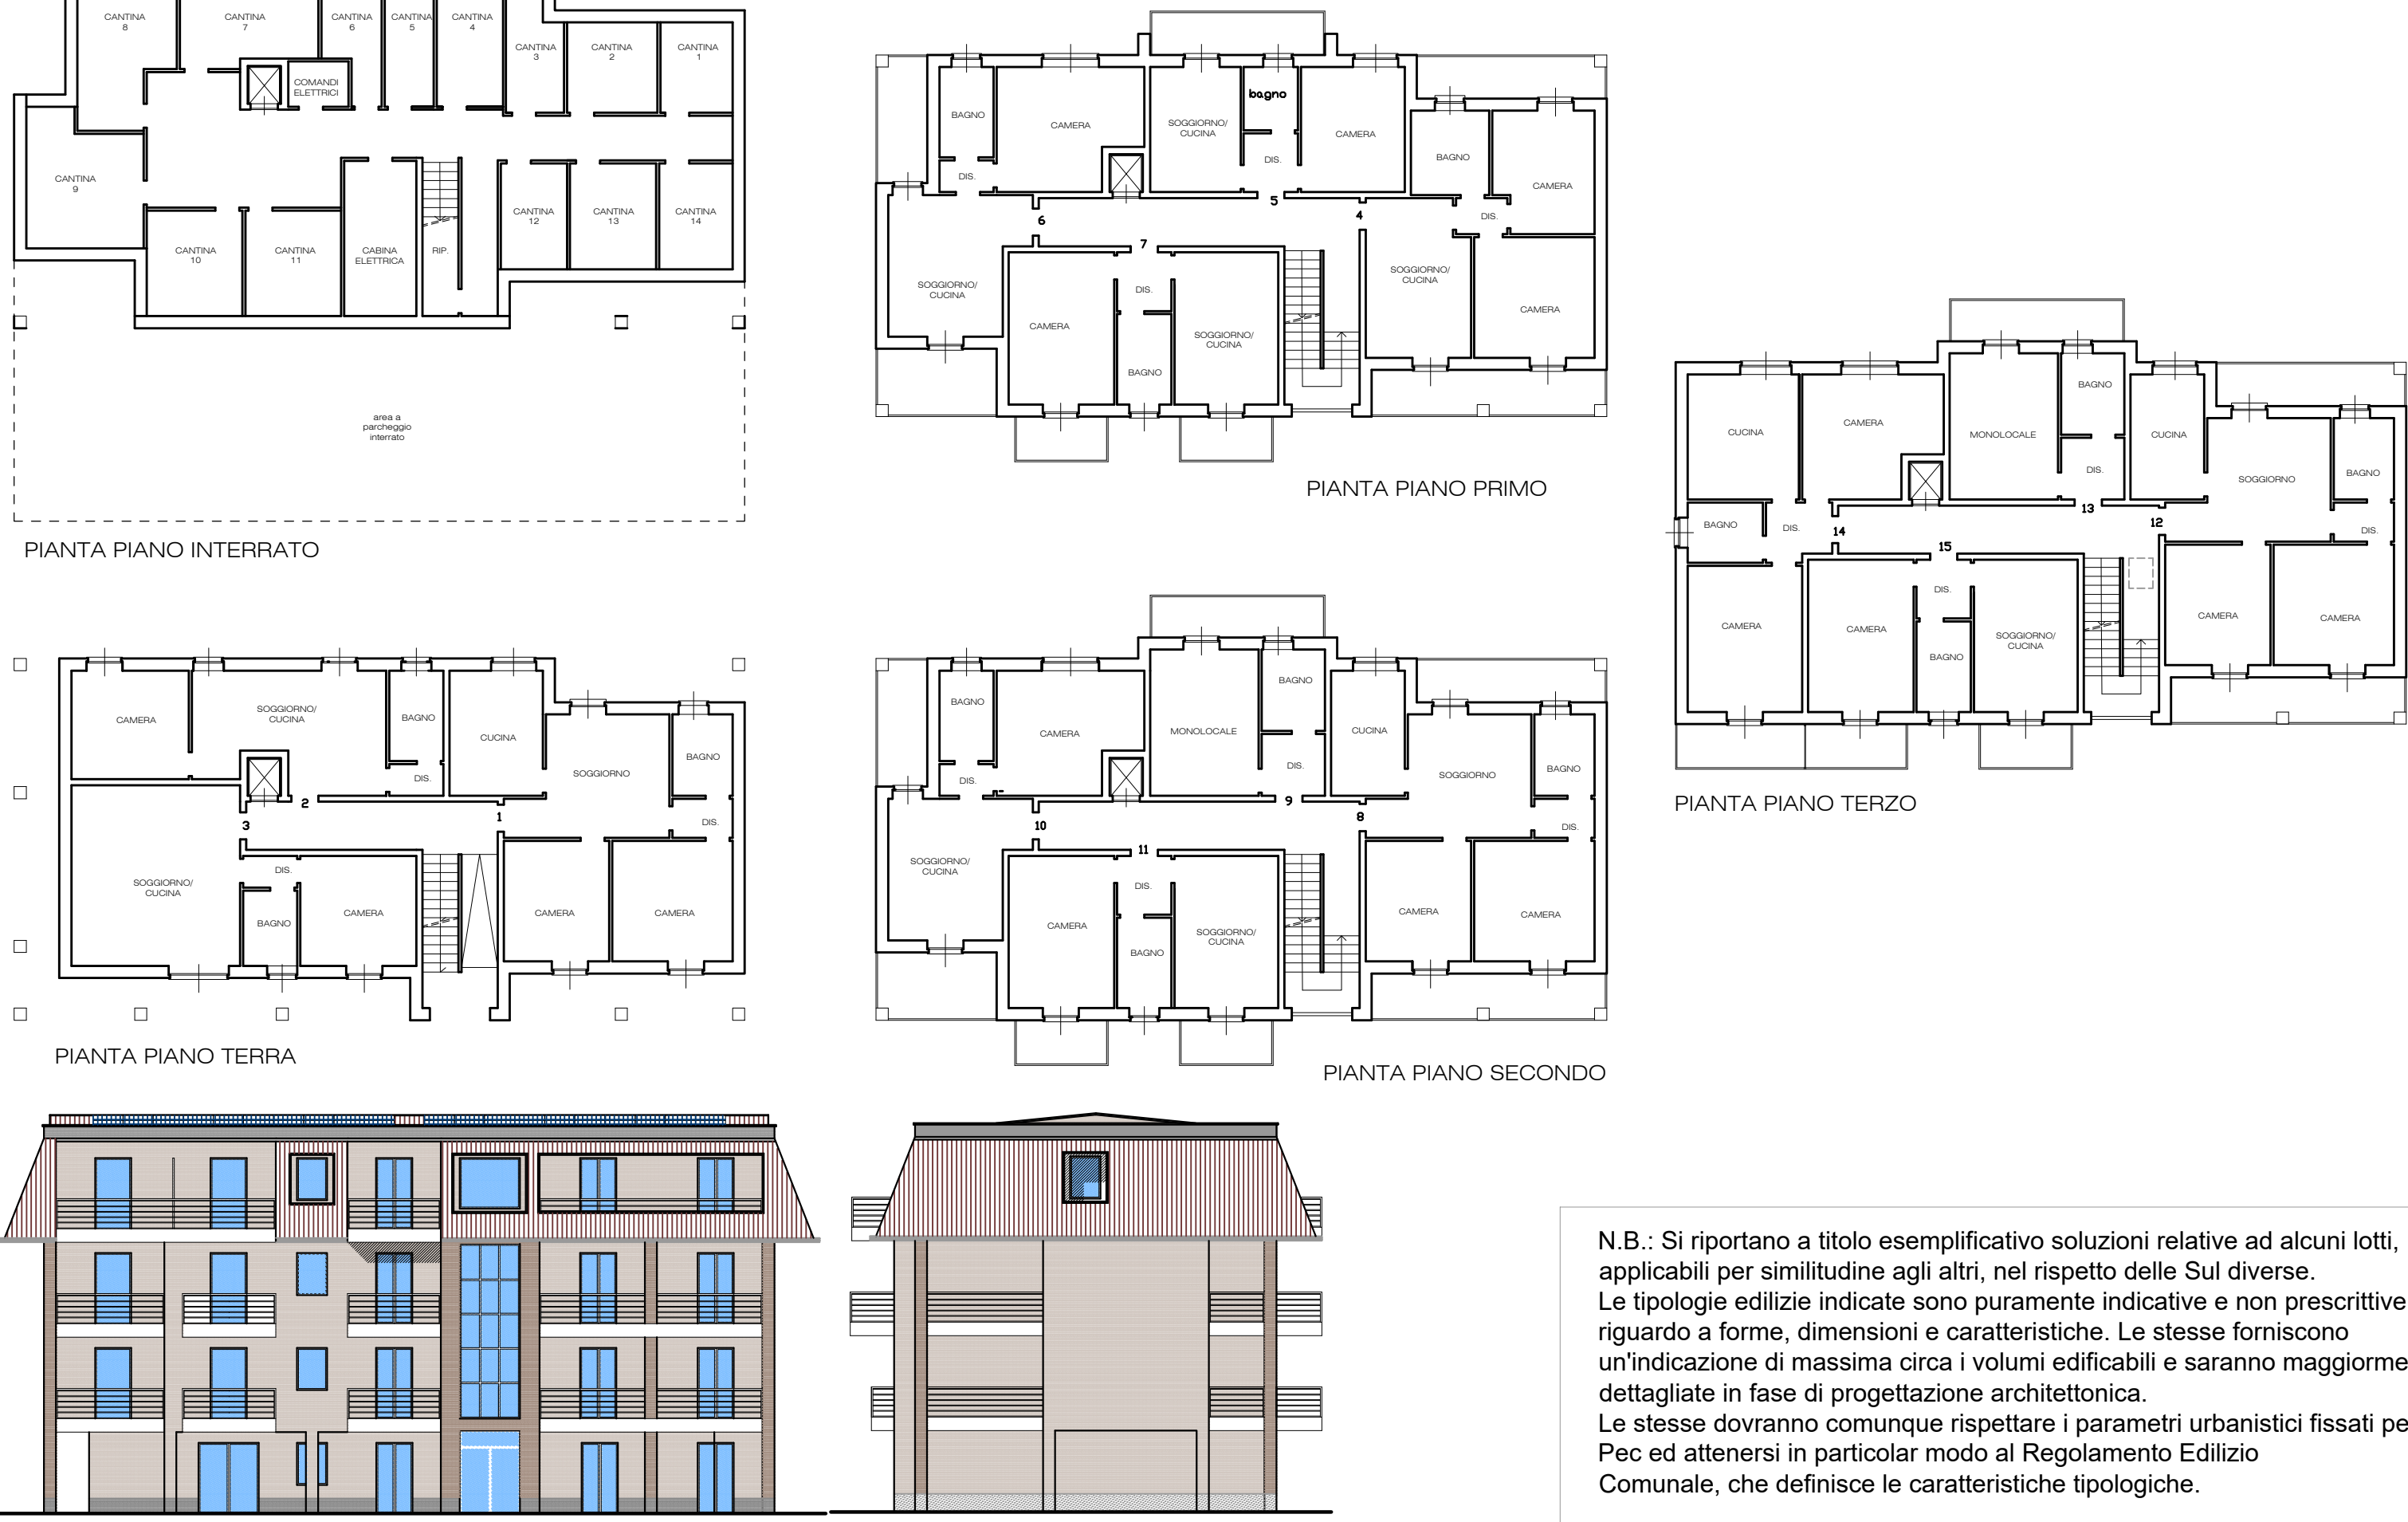 CANTINA
8
CANTINA
7
CANTINA
6
CANTINA
5
CANTINA
4
CANTINA
3
CANTINA
2
CANTINA
1
COMANDI
ELETTRICI
CANTINA
9
CANTINA
10
CANTINA
11
CABINA
ELETTRICA
RIP.
CANTINA
12
CANTINA
13
CANTINA
14
area a
parcheggio
interrato
PIANTA PIANO INTERRATO
BAGNO
CAMERA
SOGGIORNO/
CUCINA
bagno
CAMERA
DIS.
BAGNO
CAMERA
DIS.
DIS.
6
5
4
7
SOGGIORNO/
CUCINA
CAMERA
DIS.
BAGNO
SOGGIORNO/
CUCINA
SOGGIORNO/
CUCINA
CAMERA
PIANTA PIANO PRIMO
CUCINA
CAMERA
MONOLOCALE
BAGNO
DIS.
CUCINA
SOGGIORNO
BAGNO
BAGNO
DIS.
14
15
13
12
DIS.
CAMERA
CAMERA
DIS.
BAGNO
SOGGIORNO/
CUCINA
CAMERA
CAMERA
PIANTA PIANO TERZO
CAMERA
SOGGIORNO/
CUCINA
BAGNO
DIS.
CUCINA
SOGGIORNO
BAGNO
DIS.
2
3
1
SOGGIORNO/
CUCINA
DIS.
BAGNO
CAMERA
CAMERA
CAMERA
PIANTA PIANO TERRA
BAGNO
CAMERA
MONOLOCALE
BAGNO
DIS.
CUCINA
SOGGIORNO
BAGNO
DIS.
DIS.
10
11
9
8
SOGGIORNO/
CUCINA
CAMERA
DIS.
BAGNO
SOGGIORNO/
CUCINA
CAMERA
CAMERA
PIANTA PIANO SECONDO
N.B.: Si riportano a titolo esemplificativo soluzioni relative ad alcuni lotti,
applicabili per similitudine agli altri, nel rispetto delle Sul diverse.
Le tipologie edilizie indicate sono puramente indicative e non prescrittive
riguardo a forme, dimensioni e caratteristiche. Le stesse forniscono
un'indicazione di massima circa i volumi edificabili e saranno maggiorme
dettagliate in fase di progettazione architettonica.
Le stesse dovranno comunque rispettare i parametri urbanistici fissati pe
Pec ed attenersi in particolar modo al Regolamento Edilizio
Comunale, che definisce le caratteristiche tipologiche.